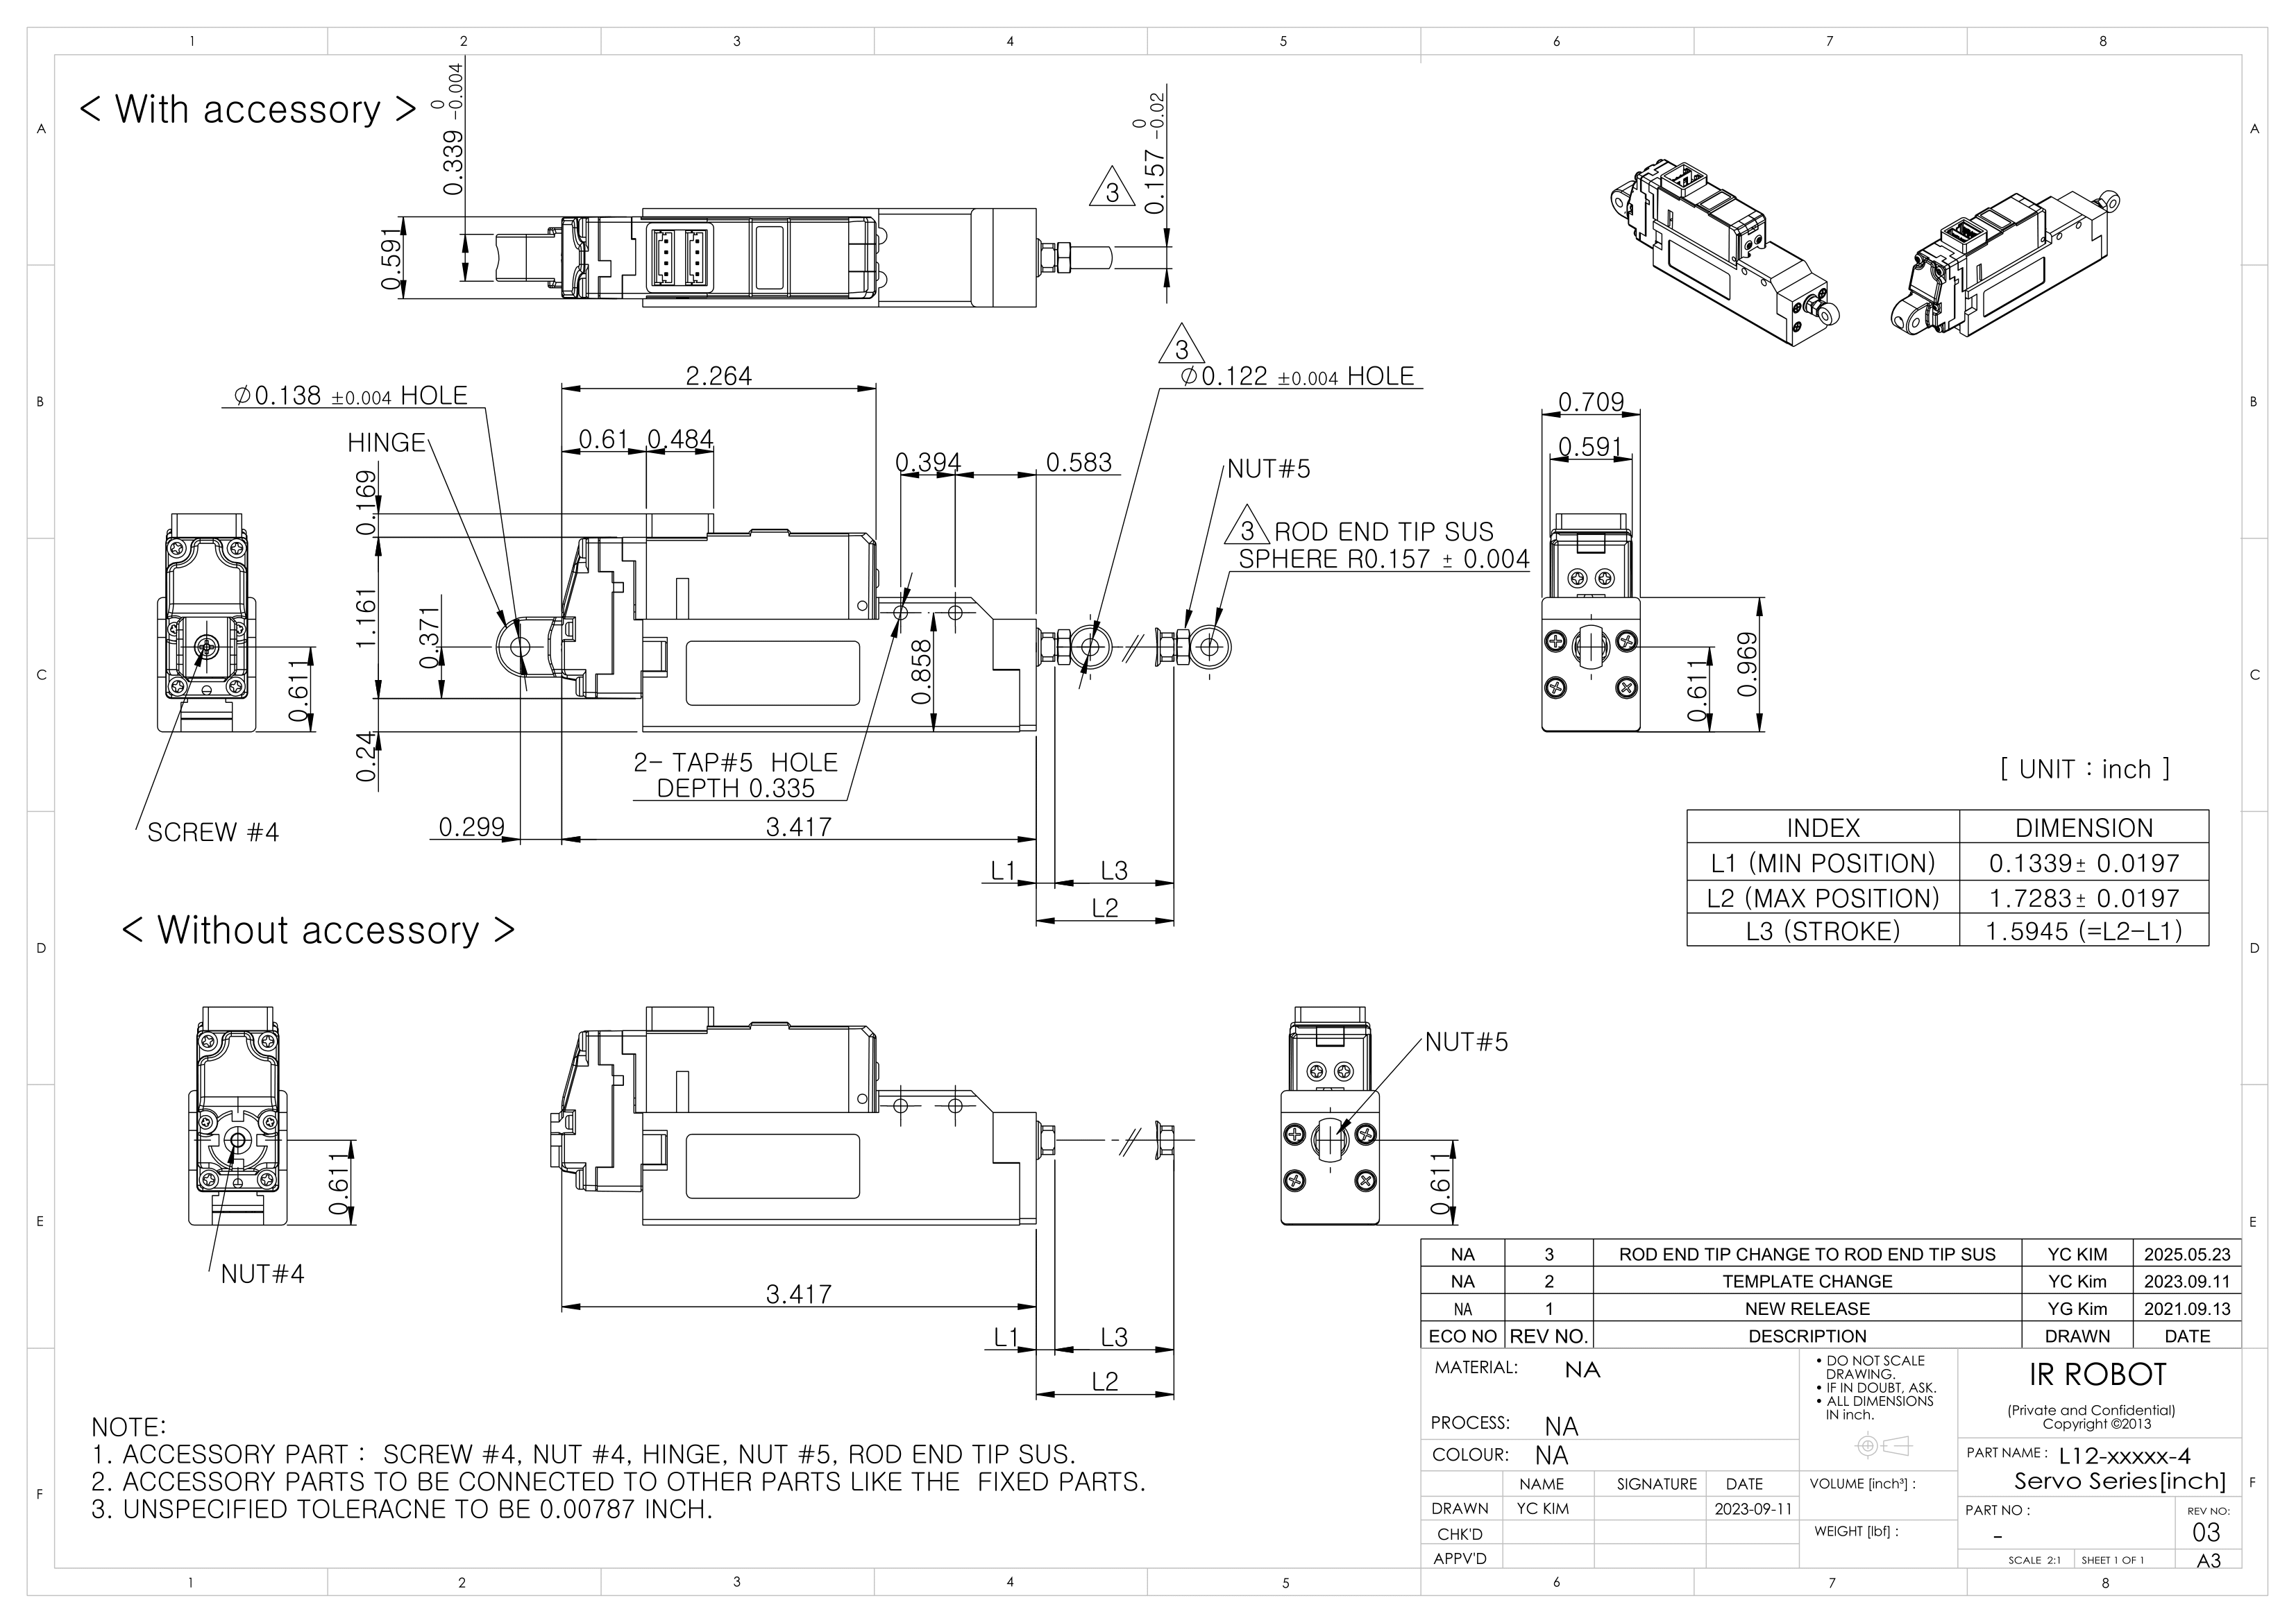 1 2 3 4 5 6 7 8
A A
B B
C C
D D
E E
F F
< With accessory >
0.339 0 -0.004
0.591
3
0.157 0 -0.02
3
Ø0.122 ±0.004 HOLE
Ø0.138 ±0.004 HOLE
HINGE
2.264
0.61
0.484
0.394
0.583
NUT#5
3 ROD END TIP SUS
SPHERE R0.157 ± 0.004
0.709
0.591
0.169
1.161
0.371
0.24
0.858
0.611
0.611
0.969
2- TAP#5 HOLE
DEPTH 0.335
SCREW #4
0.299
3.417
L1
L3
L2
[ UNIT : inch ]
INDEX DIMENSION
L1 (MIN POSITION) 0.1339± 0.0197
L2 (MAX POSITION) 1.7283± 0.0197
L3 (STROKE) 1.5945 (=L2-L1)
< Without accessory >
NUT#5
0.611
0.611
NUT#4
3.417
L1
L3
L2
NOTE:
1. ACCESSORY PART : SCREW #4, NUT #4, HINGE, NUT #5, ROD END TIP SUS.
2. ACCESSORY PARTS TO BE CONNECTED TO OTHER PARTS LIKE THE FIXED PARTS.
3. UNSPECIFIED TOLERACNE TO BE 0.00787 INCH.
NA 3 ROD END TIP CHANGE TO ROD END TIP SUS YC KIM 2025.05.23
NA 2 TEMPLATE CHANGE YC Kim 2023.09.11
NA 1 NEW RELEASE YG Kim 2021.09.13
ECO NO REV NO. DESCRIPTION DRAWN DATE
MATERIAL: NA
PROCESS: NA
COLOUR: NA
• DO NOT SCALE
DRAWING.
• IF IN DOUBT, ASK.
• ALL DIMENSIONS
IN inch.
IR ROBOT
(Private and Confidential)
Copyright ©2013
PART NAME : L12-xxxxx-4
Servo Series[inch]
NAME SIGNATURE DATE
DRAWN YC KIM 2023-09-11
CHK'D
APPV'D
VOLUME [inch³] :
WEIGHT [lbf] :
PART NO :
-
REV NO:
03
SCALE 2:1 SHEET 1 OF 1 A3
1 2 3 4 5 6 7 8